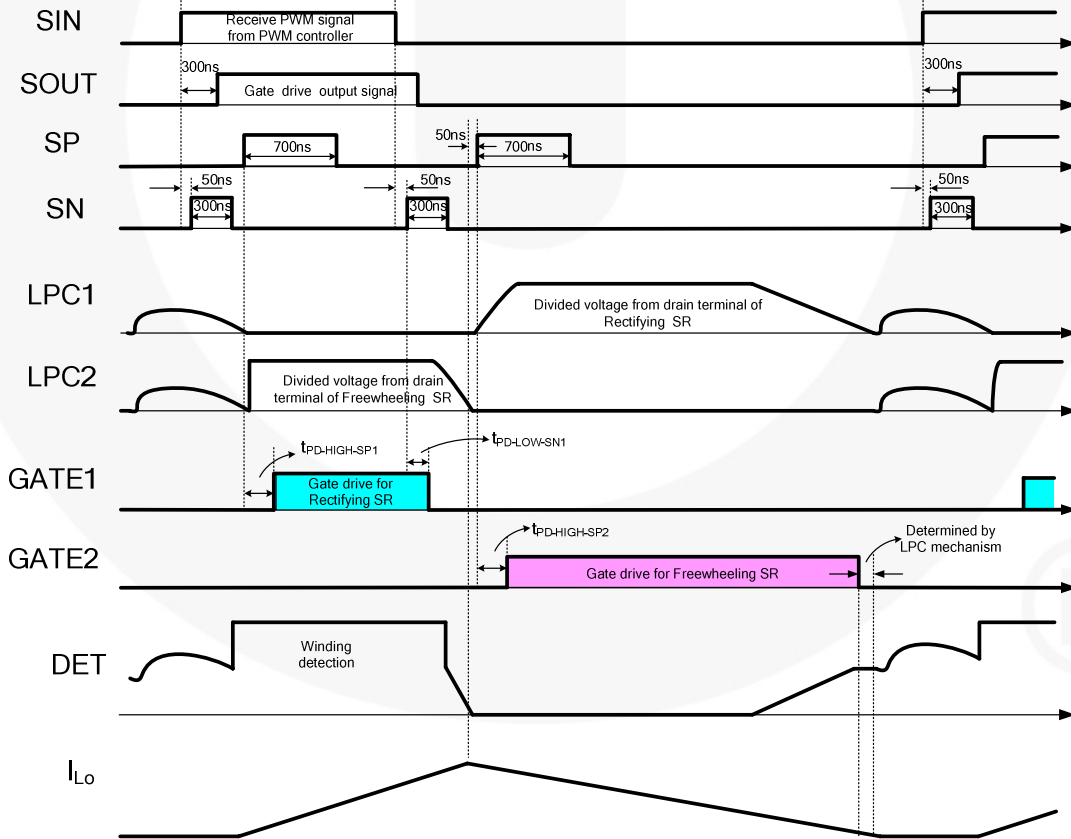 SIN
Receive PWM signal
from PWM controller
300ns
300ns
SOUT
Gate drive output signal
SP
700ns
50ns
700ns
SN
50ns
300ns
50ns
300ns
50ns
300ns
LPC1
Divided voltage from drain terminal of
Rectifying SR
LPC2
Divided voltage from drain
terminal of Freewheeling SR
tPD-HIGH-SP1
tPD-LOW-SN1
GATE1
Gate drive for
Rectifying SR
tPD-HIGH-SP2
Determined by
LPC mechanism
GATE2
Gate drive for Freewheeling SR
DET
Winding
detection
ILo